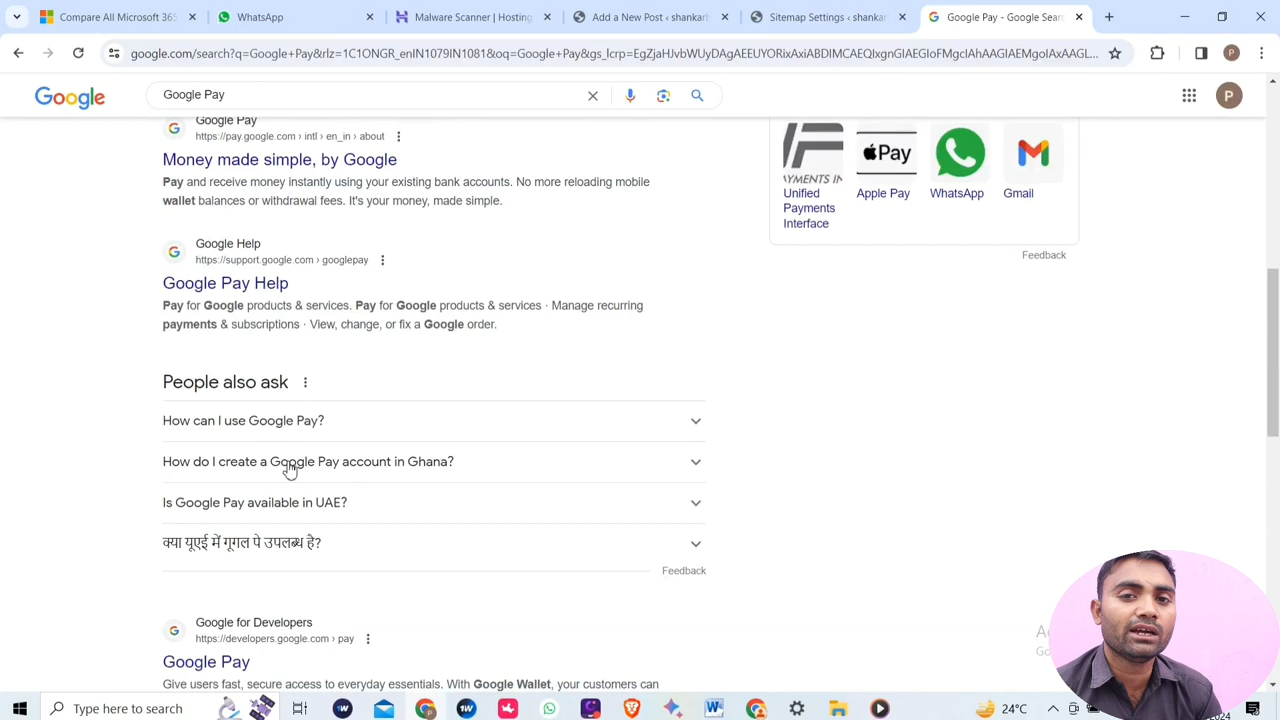 Compare All Microsoft 365
WhatsApp
Malware Scanner | Hosting
Add a New Post ‹ shankar
Sitemap Settings ‹ shankar
Google Pay - Google Sear
google.com/search?q=Google+Pay&rlz=1C1ONGR_enIN1079IN1081&oq=Google+Pay&gs_lcrp=
Google
Google Pay
P
Google Pay
https://pay.google.com › intl › en_in › about
Money made simple, by Google
Pay and receive money instantly using your existing bank accounts. No more reloading mobile
wallet balances or withdrawal fees. It's your money, made simple.
Google Help
https://support.google.com › googlepay
Google Pay Help
Pay for Google products & services. Pay for Google products & services · Manage recurring
payments & subscriptions · View, change, or fix a Google order.
People also ask
How can I use Google Pay?
How do I create a Google Pay account in Ghana?
Is Google Pay available in UAE?
क्या यूएई में गूगल पे उपलब्ध है?
Feedback
Google for Developers
https://developers.google.com › pay
Google Pay
Give users fast, secure access to everyday essentials. With Google Wallet, your customers can
PAYMENTS IN
Pay
Unified
Payments
Interface
Apple Pay
WhatsApp
Gmail
Feedback
Type here to search
24°C